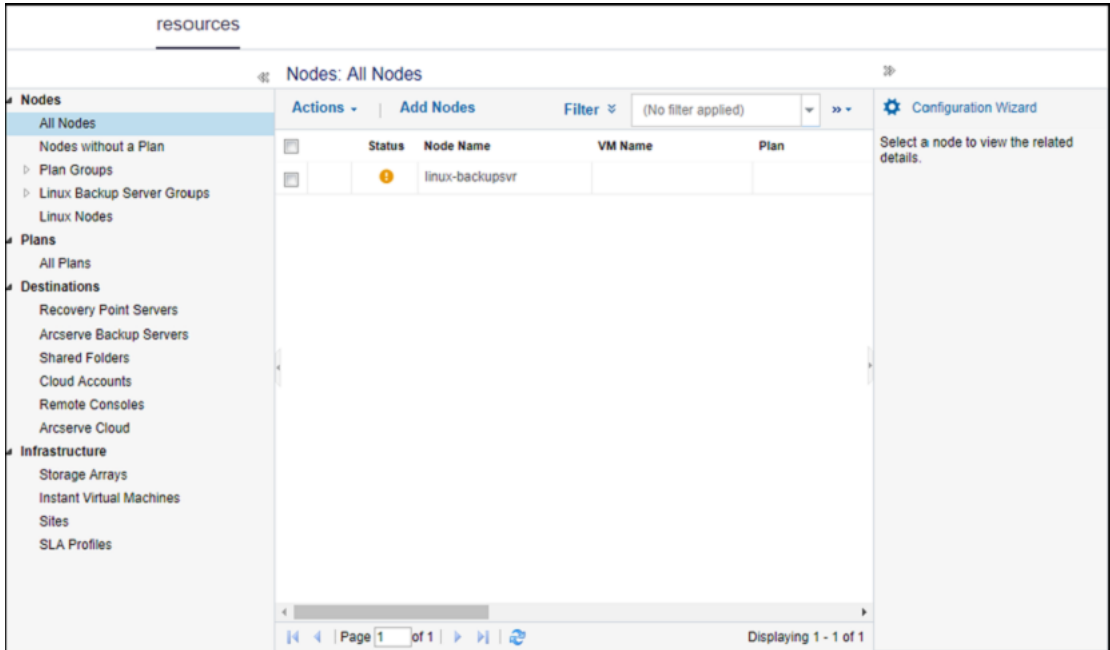 resources
Nodes: All Nodes
Nodes
All Nodes
Nodes without a Plan
Plan Groups
Linux Backup Server Groups
Linux Nodes
Plans
All Plans
Destinations
Recovery Point Servers
Arcserve Backup Servers
Shared Folders
Cloud Accounts
Remote Consoles
Arcserve Cloud
Infrastructure
Storage Arrays
Instant Virtual Machines
Sites
SLA Profiles
Actions | Add Nodes Filter (No filter applied)
Status Node Name VM Name Plan
linux-backupsvr
Page 1 of 1 Displaying 1 - 1 of 1
Configuration Wizard
Select a node to view the related
details.